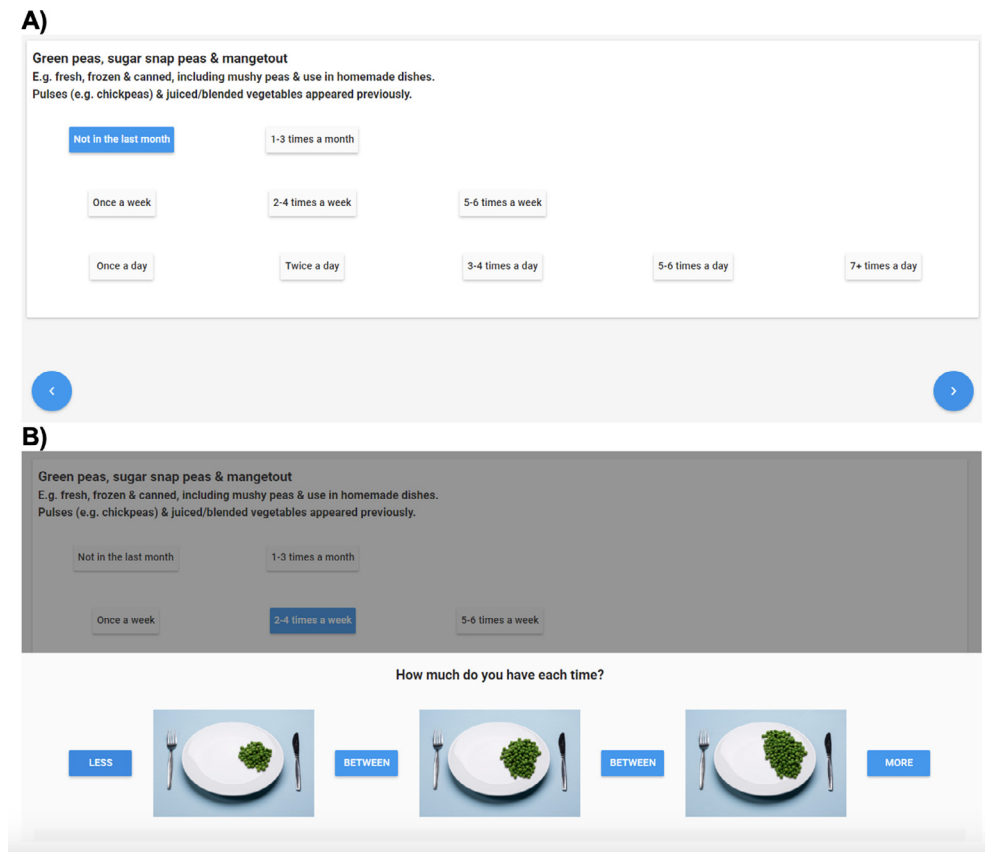 A)
Green peas, sugar snap peas & mangetout
E.g. fresh, frozen & canned, including mushy peas & use in homemade dishes.
Pulses (e.g. chickpeas) & juiced/blended vegetables appeared previously.
Not in the last month 1-3 times a month
Once a week 2-4 times a week 5-6 times a week
Once a day Twice a day 3-4 times a day 5-6 times a day 7+ times a day
B)
Green peas, sugar snap peas & mangetout
E.g. fresh, frozen & canned, including mushy peas & use in homemade dishes.
Pulses (e.g. chickpeas) & juiced/blended vegetables appeared previously.
Not in the last month 1-3 times a month
Once a week 2-4 times a week 5-6 times a week
How much do you have each time?
LESS BETWEEN BETWEEN MORE